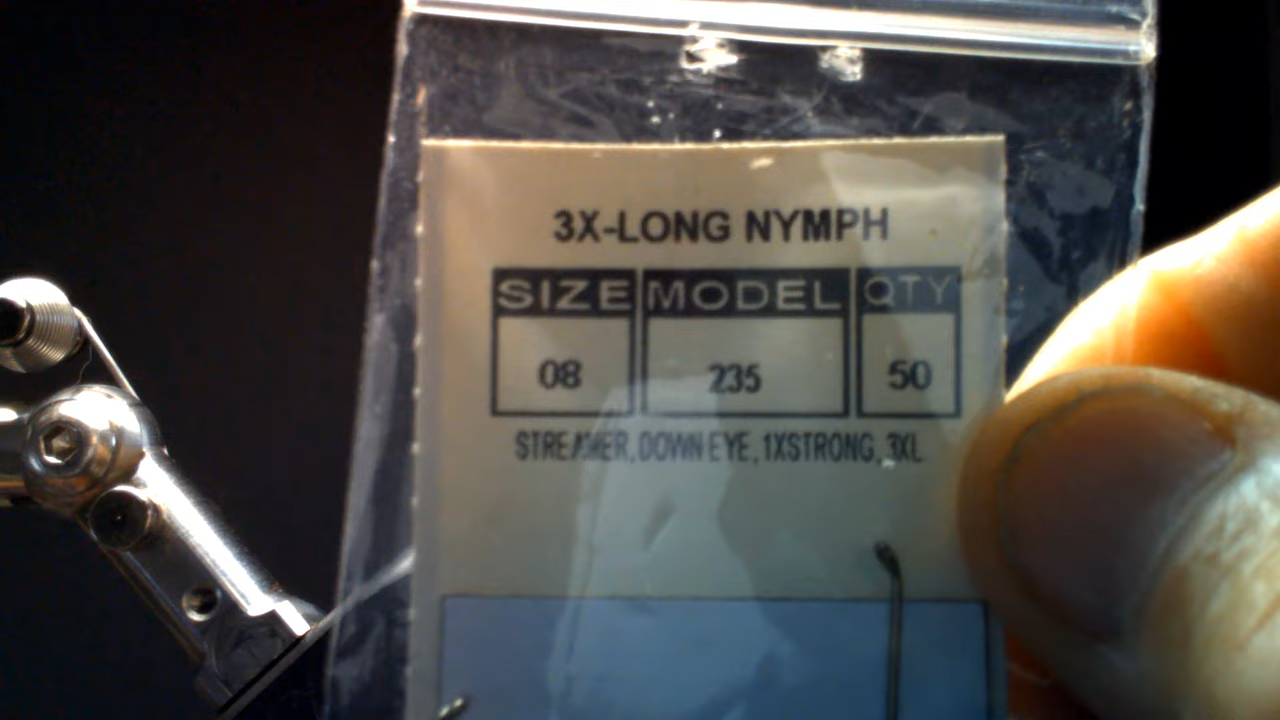 3X-LONG NYMPH
SIZE MODEL QTY
08 235 50
STREAMER, DOWN EYE, 1XSTRONG, 3XL